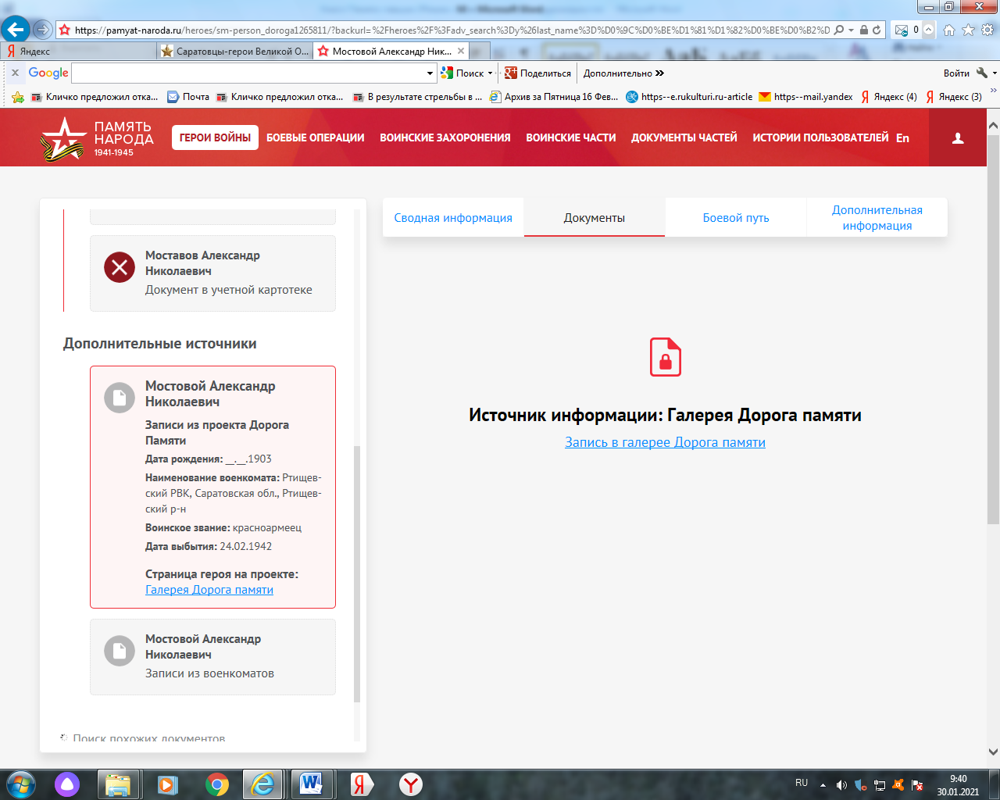 https://pamyat-naroda.ru/heroes/sm-person_doroga1265811/?backurl=%2Fheroes%2F%3Fadv_search%3Dy%26last_name%3D%D0%9C%D0%BE%D1%81%D1%82%D0%BE%D0%B2%D
0
Яндекс
Саратовцы-герои Великой О...
Мостовой Александр Ник...
Google
Поиск
Поделиться
Дополнительно
Войти
Кличко предложил отка...
Почта
Кличко предложил отка...
В результате стрельбы в ...
Архив за Пятница 16 Фев...
https--e.rukulturi.ru-article
https--mail.yandex
Яндекс (4)
Яндекс (3)
ПАМЯТЬ
НАРОДА
1941-1945
ГЕРОИ ВОЙНЫ
БОЕВЫЕ ОПЕРАЦИИ
ВОИНСКИЕ ЗАХОРОНЕНИЯ
ВОИНСКИЕ ЧАСТИ
ДОКУМЕНТЫ ЧАСТЕЙ
ИСТОРИИ ПОЛЬЗОВАТЕЛЕЙ
En
Моставов Александр
Николаевич
Документ в учетной картотеке
Дополнительные источники
Мостовой Александр
Николаевич
Записи из проекта Дорога
Памяти
Дата рождения: __.__.1903
Наименование военкомата: Ртищев-
ский РВК, Саратовская обл., Ртищев-
ский р-н
Воинское звание: красноармеец
Дата выбытия: 24.02.1942
Страница героя на проекте:
Галерея Дорога памяти
Мостовой Александр
Николаевич
Записи из военкоматов
Поиск похожих документов
Сводная информация
Документы
Боевой путь
Дополнительная
информация
Источник информации: Галерея Дорога памяти
Запись в галерее Дорога памяти
RU
9:40
30.01.2021